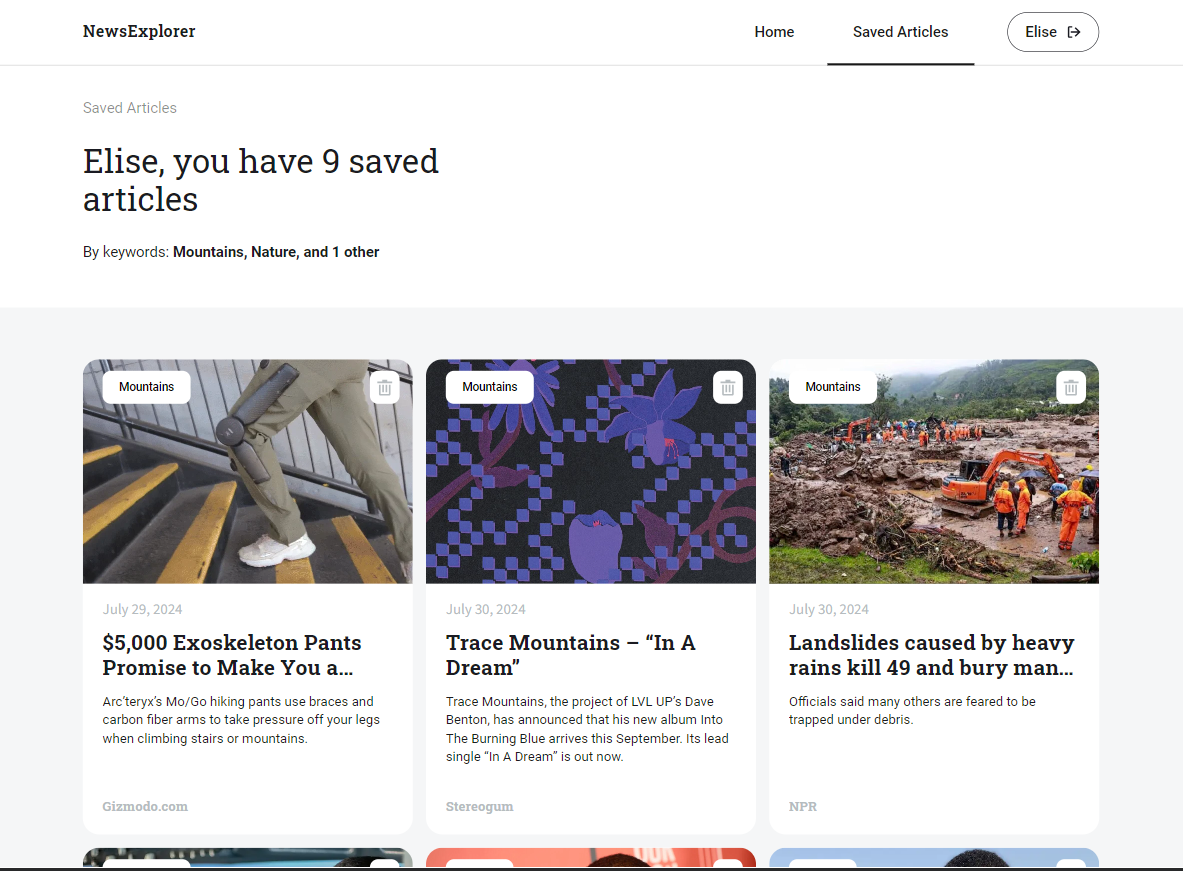 NewsExplorer
Home
Saved Articles
Elise
Saved Articles
Elise, you have 9 saved
articles
By keywords: Mountains, Nature, and 1 other
Mountains
Mountains
Mountains
July 29, 2024
$5,000 Exoskeleton Pants
Promise to Make You a...
Arc’teryx’s Mo/Go hiking pants use braces and
carbon fiber arms to take pressure off your legs
when climbing stairs or mountains.
Gizmodo.com
July 30, 2024
Trace Mountains – “In A
Dream”
Trace Mountains, the project of LVL UP’s Dave
Benton, has announced that his new album Into
The Burning Blue arrives this September. Its lead
single “In A Dream” is out now.
Stereogum
July 30, 2024
Landslides caused by heavy
rains kill 49 and bury man...
Officials said many others are feared to be
trapped under debris.
NPR